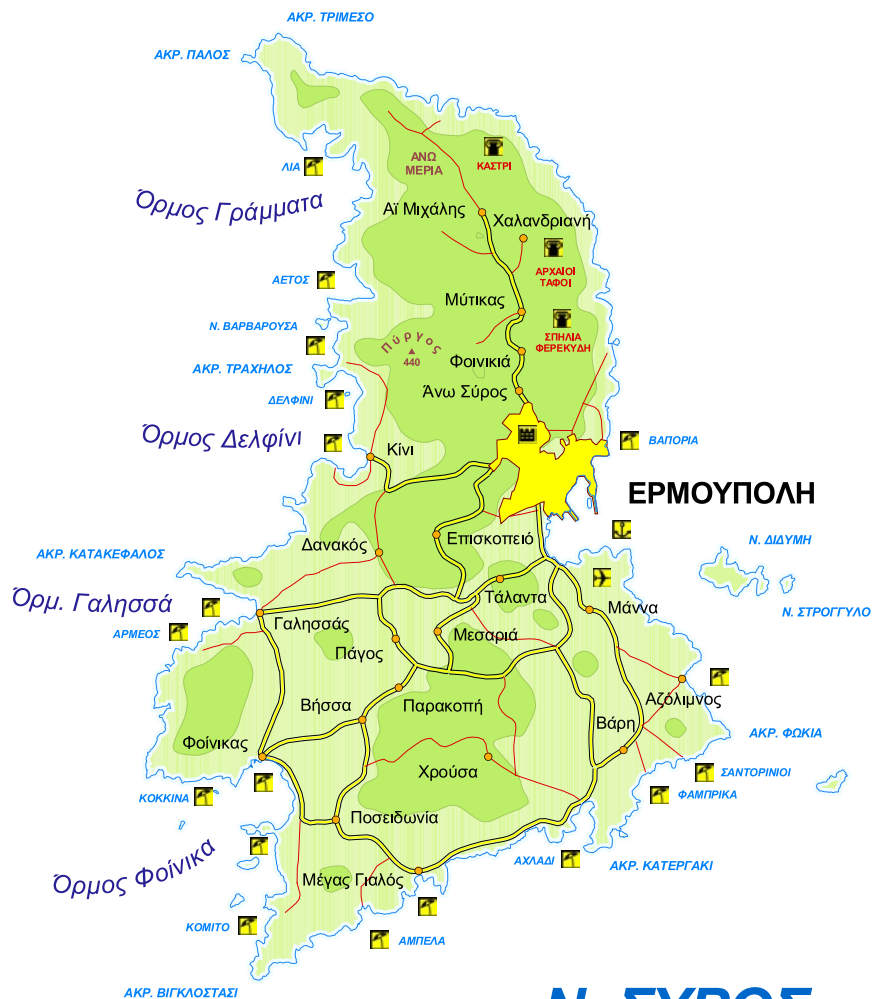 ΑΚΡ. ΤΡΙΜΕΣΟ
ΑΚΡ. ΠΑΛΟΣ
ΛΙΑ
ΑΝΩ
ΜΕΡΙΑ
ΚΑΣΤΡΙ
Όρμος Γράμματα
Αϊ Μιχάλης
Χαλανδριανή
ΑΡΧΑΙΟΙ
ΤΑΦΟΙ
ΑΕΤΟΣ
Μύτικας
Ν. ΒΑΡΒΑΡΟΥΣΑ
ΣΠΗΛΙΑ
ΦΕΡΕΚΥΔΗ
Πύργος
440
Φοινικιά
ΑΚΡ. ΤΡΑΧΗΛΟΣ
Άνω Σύρος
ΔΕΛΦΙΝΙ
Όρμος Δελφίνι
Κίνι
ΒΑΠΟΡΙΑ
ΕΡΜΟΥΠΟΛΗ
Επισκοπειό
Ν. ΔΙΔΥΜΗ
Δανακός
ΑΚΡ. ΚΑΤΑΚΕΦΑΛΟΣ
Όρμ. Γαλησσά
Τάλαντα
Μάννα
Ν. ΣΤΡΟΓΓΥΛΟ
Γαλησσάς
ΑΡΜΕΟΣ
Μεσαριά
Πάγος
Αζόλιμνος
Βήσσα
Παρακοπή
Βάρη
ΑΚΡ. ΦΩΚΙΑ
Φοίνικας
Χρούσα
ΣΑΝΤΟΡΙΝΙΟΙ
ΚΟΚΚΙΝΑ
ΦΑΜΠΡΙΚΑ
Ποσειδωνία
Όρμος Φοίνικα
ΑΧΛΑΔΙ
ΑΚΡ. ΚΑΤΕΡΓΑΚΙ
Μέγας Γιαλός
ΚΟΜΙΤΟ
ΑΜΠΕΛΑ
ΑΚΡ. ΒΙΓΚΛΟΣΤΑΣΙ
Ν. ΣΥΡΟΣ